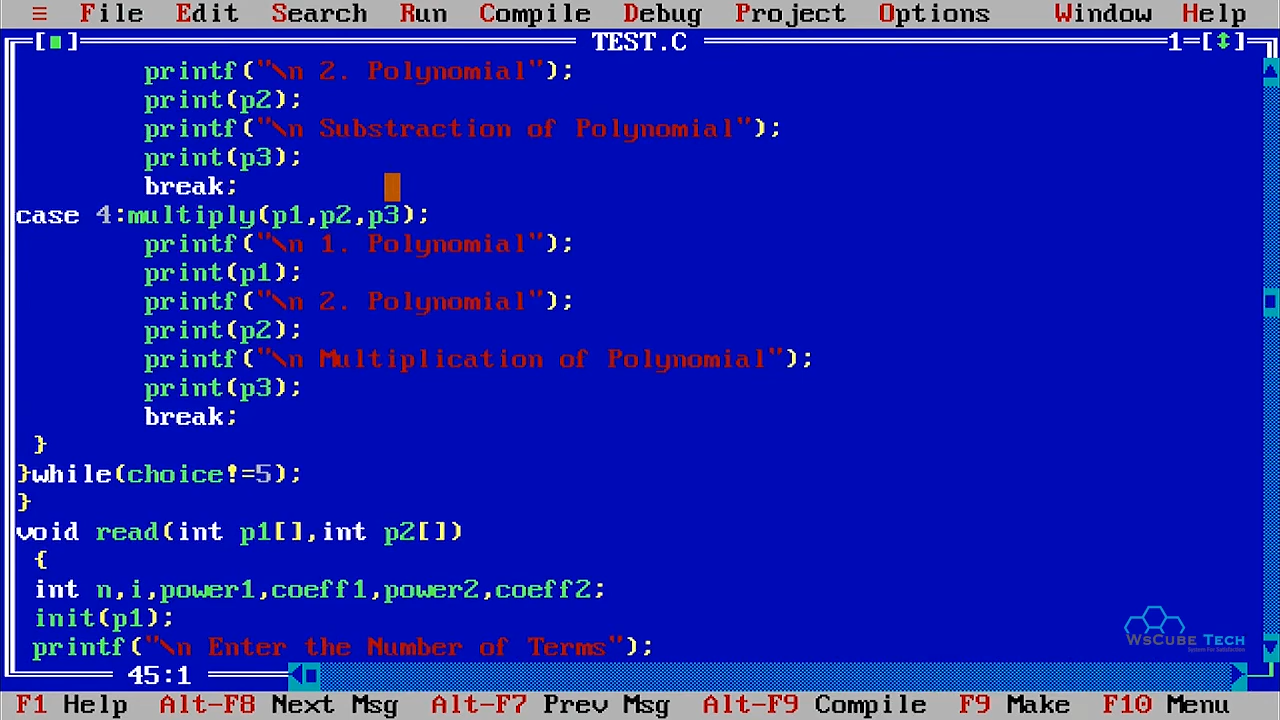 ≡ File Edit Search Run Compile Debug Project Options Window Help
[■] TEST.C 1=[↕]
printf("\n 2. Polynomial");
print(p2);
printf("\n Substraction of Polynomial");
print(p3);
break;
case 4:multiply(p1,p2,p3);
printf("\n 1. Polynomial");
print(p1);
printf("\n 2. Polynomial");
print(p2);
printf("\n Multiplication of Polynomial");
print(p3);
break;
}
}while(choice!=5);
}
void read(int p1[],int p2[])
{
int n,i,power1,coeff1,power2,coeff2;
init(p1);
printf("\n Enter the Number of Terms");
WsCube Tech
System For Satisfaction
45:1
F1 Help Alt-F8 Next Msg Alt-F7 Prev Msg Alt-F9 Compile F9 Make F10 Menu